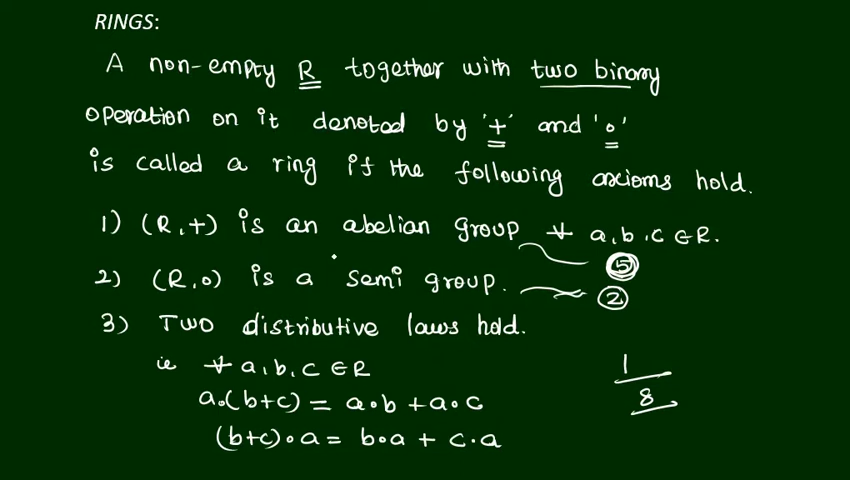 RINGS:
A non-empty R together with two binary
operation on it denoted by '+' and 'o'
is called a ring if the following axioms hold.
1) (R,+) is an abelian group ∀ a,b,c ∈ R.
5
2) (R,o) is a semi group.
2
3) Two distributive laws hold.
ie ∀ a,b,c ∈ R
1
a.(b+c) = a.b + a.c
8
(b+c).a = b.a + c.a